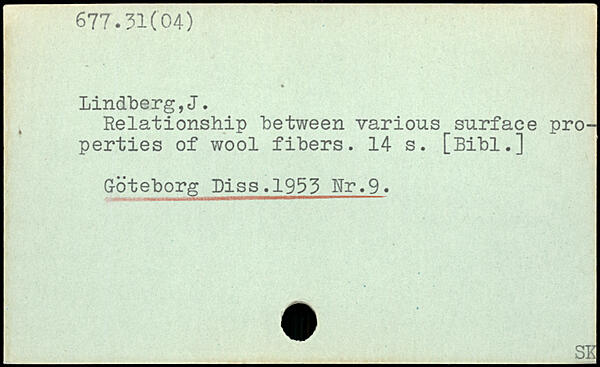 677.31(04)
Lindberg,J.
Relationship between various surface pro-
perties of wool fibers. 14 s. [Bibl.]
Göteborg Diss.1953 Nr.9.
SK